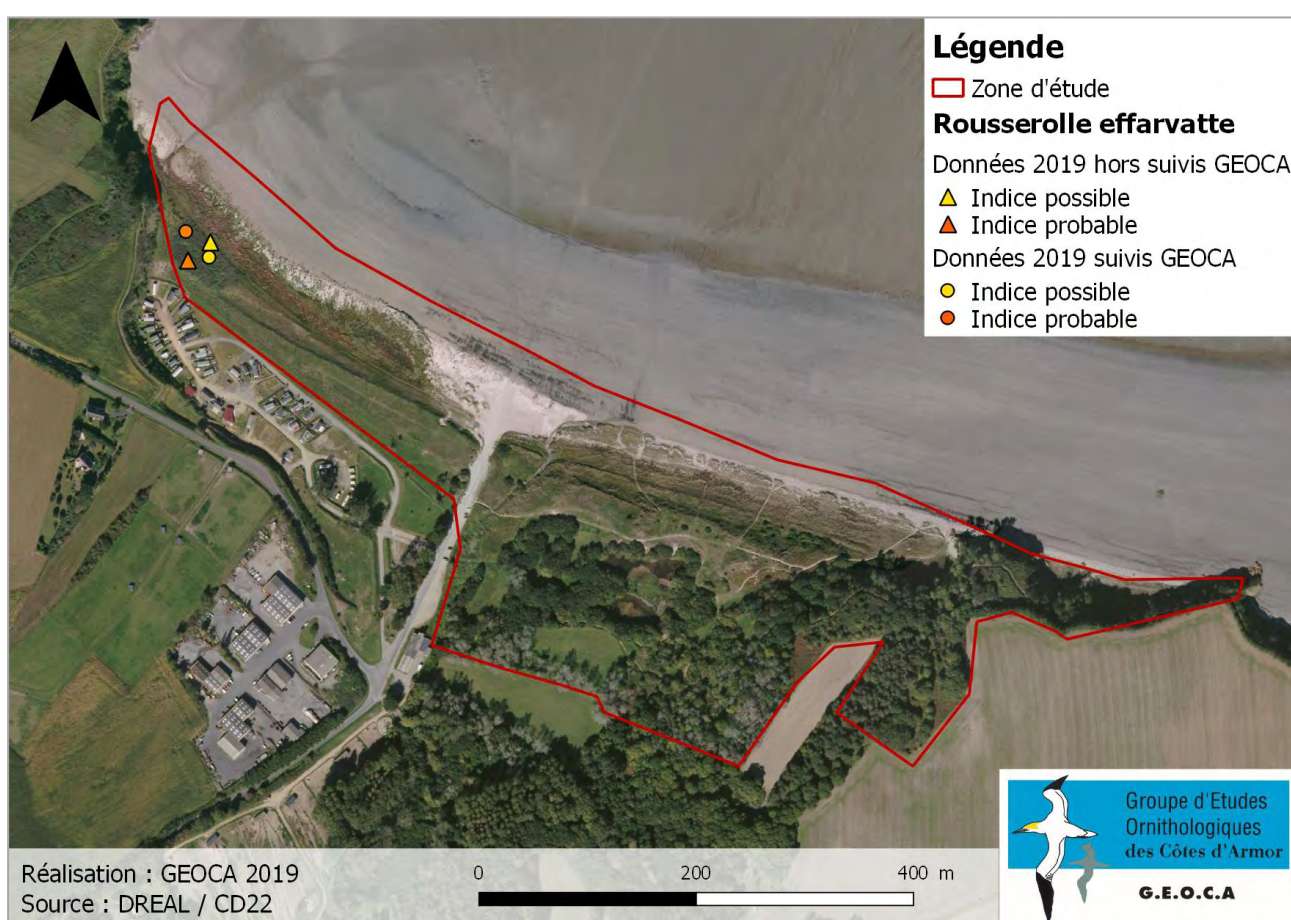 Légende
Zone d'étude
Rousserolle effarvatte
Données 2019 hors suivis GEOCA
Indice possible
Indice probable
Données 2019 suivis GEOCA
Indice possible
Indice probable
Réalisation : GEOCA 2019
Source : DREAL / CD22
0 200 400 m
Groupe d'Etudes
Ornithologiques
des Côtes d'Armor
G.E.O.C.A